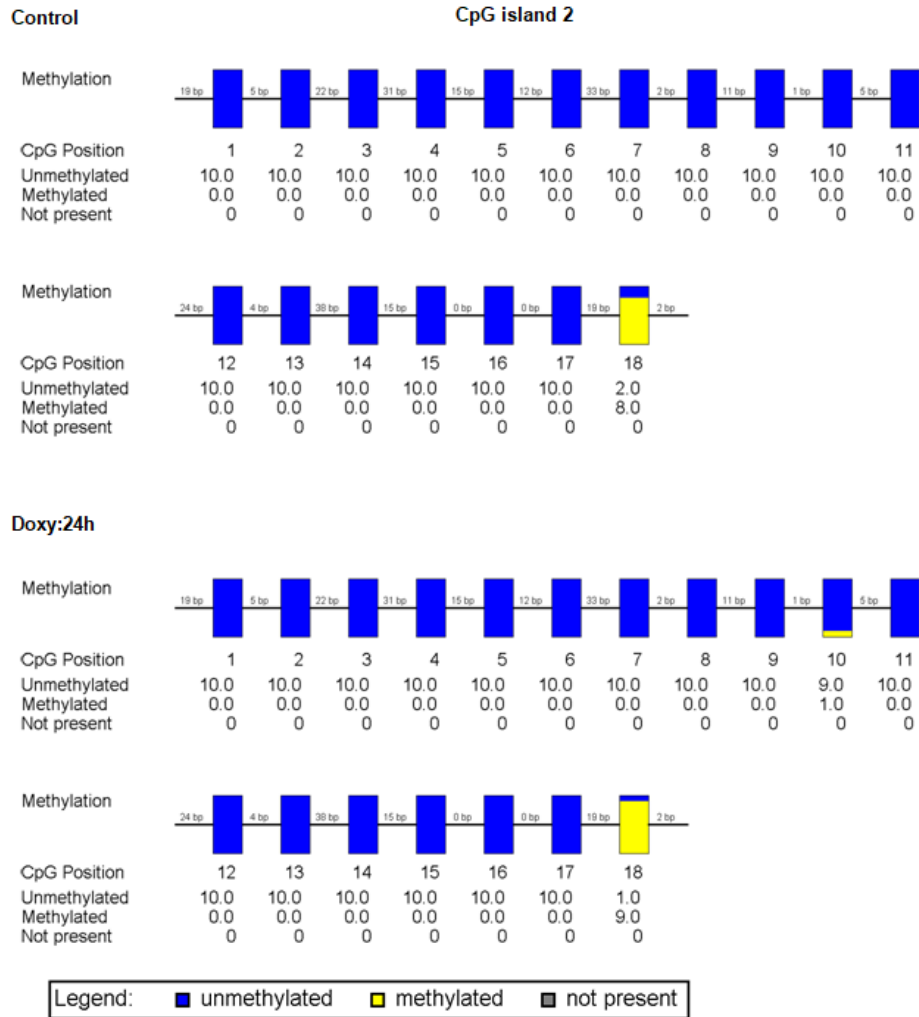 Control
CpG island 2
Methylation
19 bp 5 bp 22 bp 31 bp 15 bp 12 bp 33 bp 2 bp 11 bp 1 bp 5 bp
CpG Position 1 2 3 4 5 6 7 8 9 10 11
Unmethylated 10.0 10.0 10.0 10.0 10.0 10.0 10.0 10.0 10.0 10.0 10.0
Methylated 0.0 0.0 0.0 0.0 0.0 0.0 0.0 0.0 0.0 0.0 0.0
Not present 0 0 0 0 0 0 0 0 0 0 0
Methylation
24 bp 4 bp 38 bp 15 bp 0 bp 0 bp 19 bp 2 bp
CpG Position 12 13 14 15 16 17 18
Unmethylated 10.0 10.0 10.0 10.0 10.0 10.0 2.0
Methylated 0.0 0.0 0.0 0.0 0.0 0.0 8.0
Not present 0 0 0 0 0 0 0
Doxy:24h
Methylation
19 bp 5 bp 22 bp 31 bp 15 bp 12 bp 33 bp 2 bp 11 bp 1 bp 5 bp
CpG Position 1 2 3 4 5 6 7 8 9 10 11
Unmethylated 10.0 10.0 10.0 10.0 10.0 10.0 10.0 10.0 10.0 9.0 10.0
Methylated 0.0 0.0 0.0 0.0 0.0 0.0 0.0 0.0 0.0 1.0 0.0
Not present 0 0 0 0 0 0 0 0 0 0 0
Methylation
24 bp 4 bp 38 bp 15 bp 0 bp 0 bp 19 bp 2 bp
CpG Position 12 13 14 15 16 17 18
Unmethylated 10.0 10.0 10.0 10.0 10.0 10.0 1.0
Methylated 0.0 0.0 0.0 0.0 0.0 0.0 9.0
Not present 0 0 0 0 0 0 0
Legend: unmethylated methylated not present